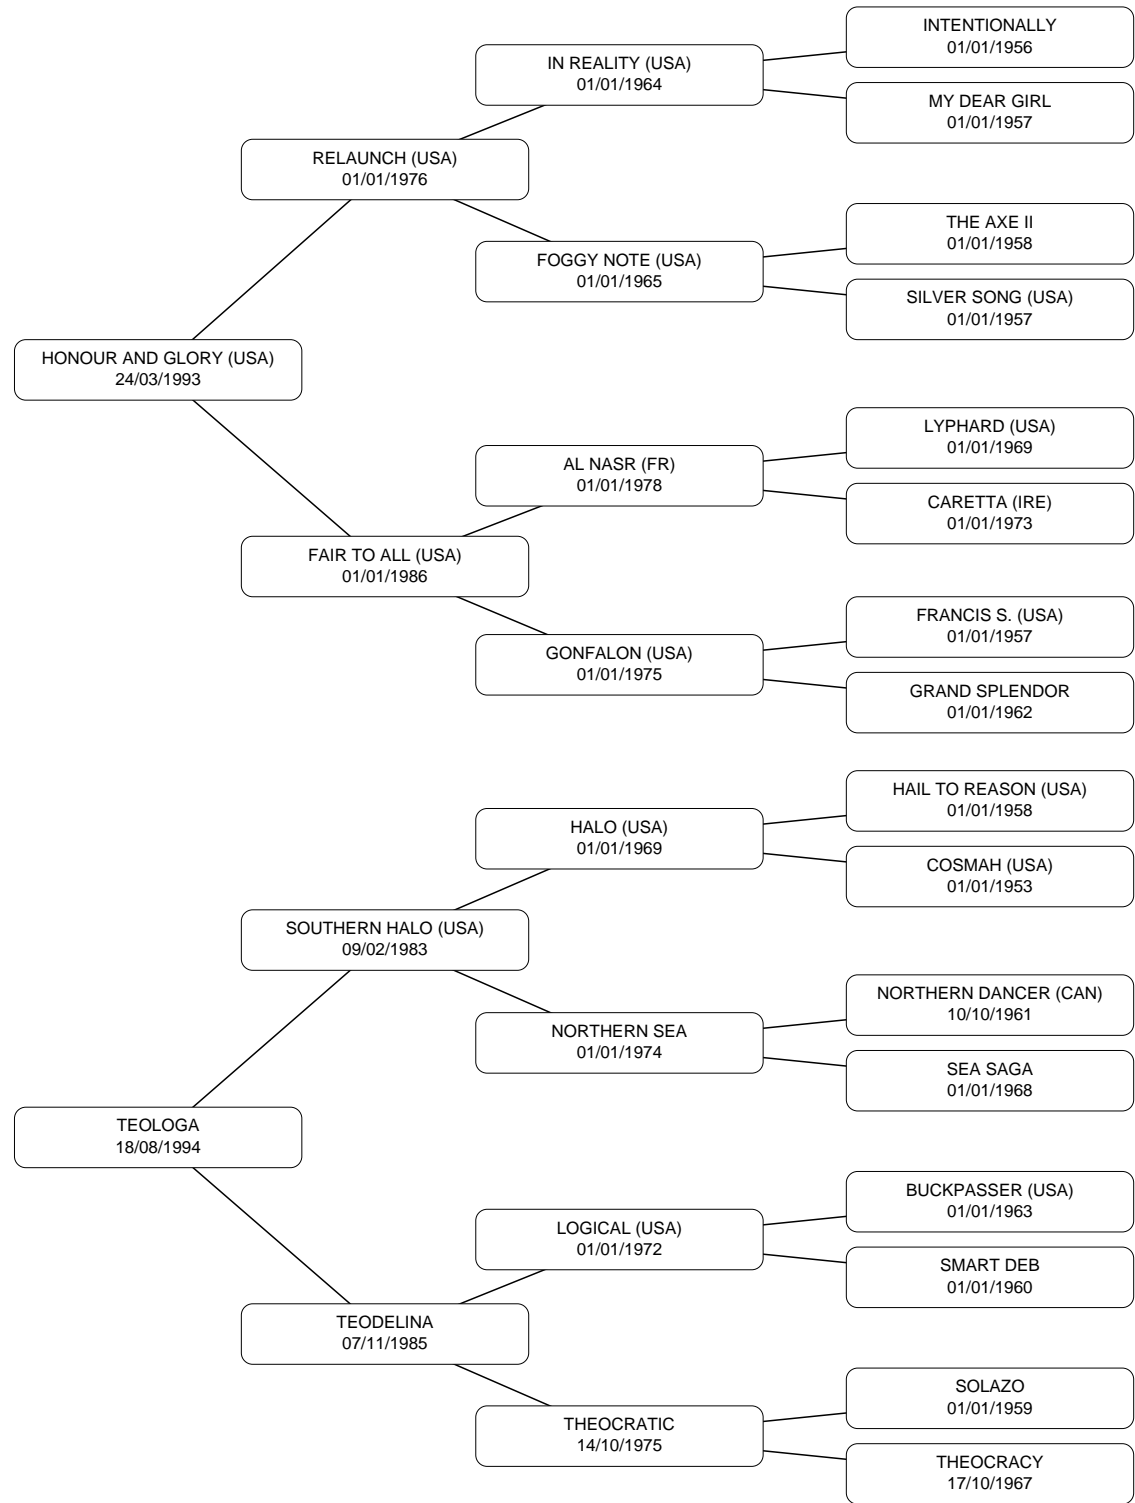 INTENTIONALLY
01/01/1956
IN REALITY (USA)
01/01/1964
MY DEAR GIRL
01/01/1957
RELAUNCH (USA)
01/01/1976
THE AXE II
01/01/1958
FOGGY NOTE (USA)
01/01/1965
SILVER SONG (USA)
01/01/1957
HONOUR AND GLORY (USA)
24/03/1993
LYPHARD (USA)
01/01/1969
AL NASR (FR)
01/01/1978
CARETTA (IRE)
01/01/1973
FAIR TO ALL (USA)
01/01/1986
FRANCIS S. (USA)
01/01/1957
GONFALON (USA)
01/01/1975
GRAND SPLENDOR
01/01/1962
HAIL TO REASON (USA)
01/01/1958
HALO (USA)
01/01/1969
COSMAH (USA)
01/01/1953
SOUTHERN HALO (USA)
09/02/1983
NORTHERN DANCER (CAN)
10/10/1961
NORTHERN SEA
01/01/1974
SEA SAGA
01/01/1968
TEOLOGA
18/08/1994
BUCKPASSER (USA)
01/01/1963
LOGICAL (USA)
01/01/1972
SMART DEB
01/01/1960
TEODELINA
07/11/1985
SOLAZO
01/01/1959
THEOCRATIC
14/10/1975
THEOCRACY
17/10/1967